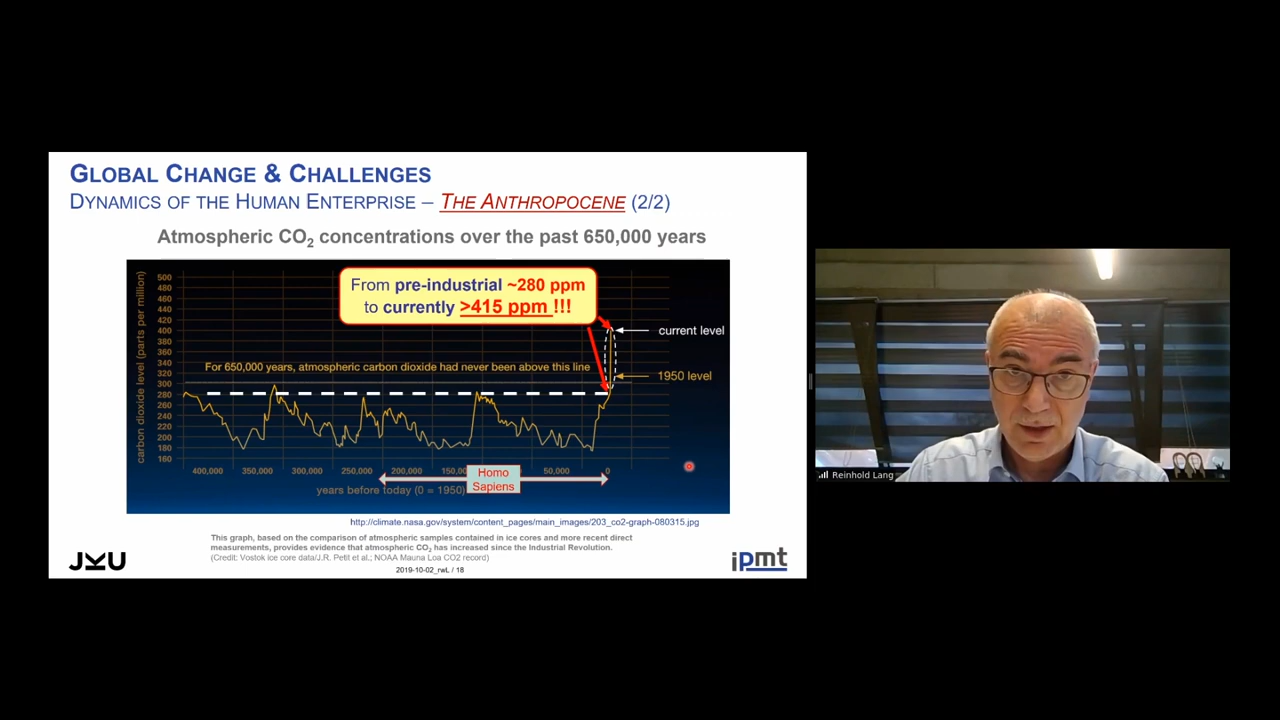 GLOBAL CHANGE & CHALLENGES
DYNAMICS OF THE HUMAN ENTERPRISE – THE ANTHROPOCENE (2/2)
Atmospheric CO2 concentrations over the past 650,000 years
carbon dioxide level (parts per million)
500
480
460
440
420
400
380
360
340
320
300
280
260
240
220
200
180
160
From pre-industrial ~280 ppm
to currently >415 ppm !!!
current level
For 650,000 years, atmospheric carbon dioxide had never been above this line
1950 level
400,000 350,000 300,000 250,000 200,000 150,00 50,000 0
Homo
Sapiens
years before today (0 = 1950)
http://climate.nasa.gov/system/content_pages/main_images/203_co2-graph-080315.jpg
This graph, based on the comparison of atmospheric samples contained in ice cores and more recent direct
measurements, provides evidence that atmospheric CO2 has increased since the Industrial Revolution.
(Credit: Vostok ice core data/J.R. Petit et al.; NOAA Mauna Loa CO2 record)
2019-10-02_rwL / 18
JKU
ipmt
Reinhold Lang